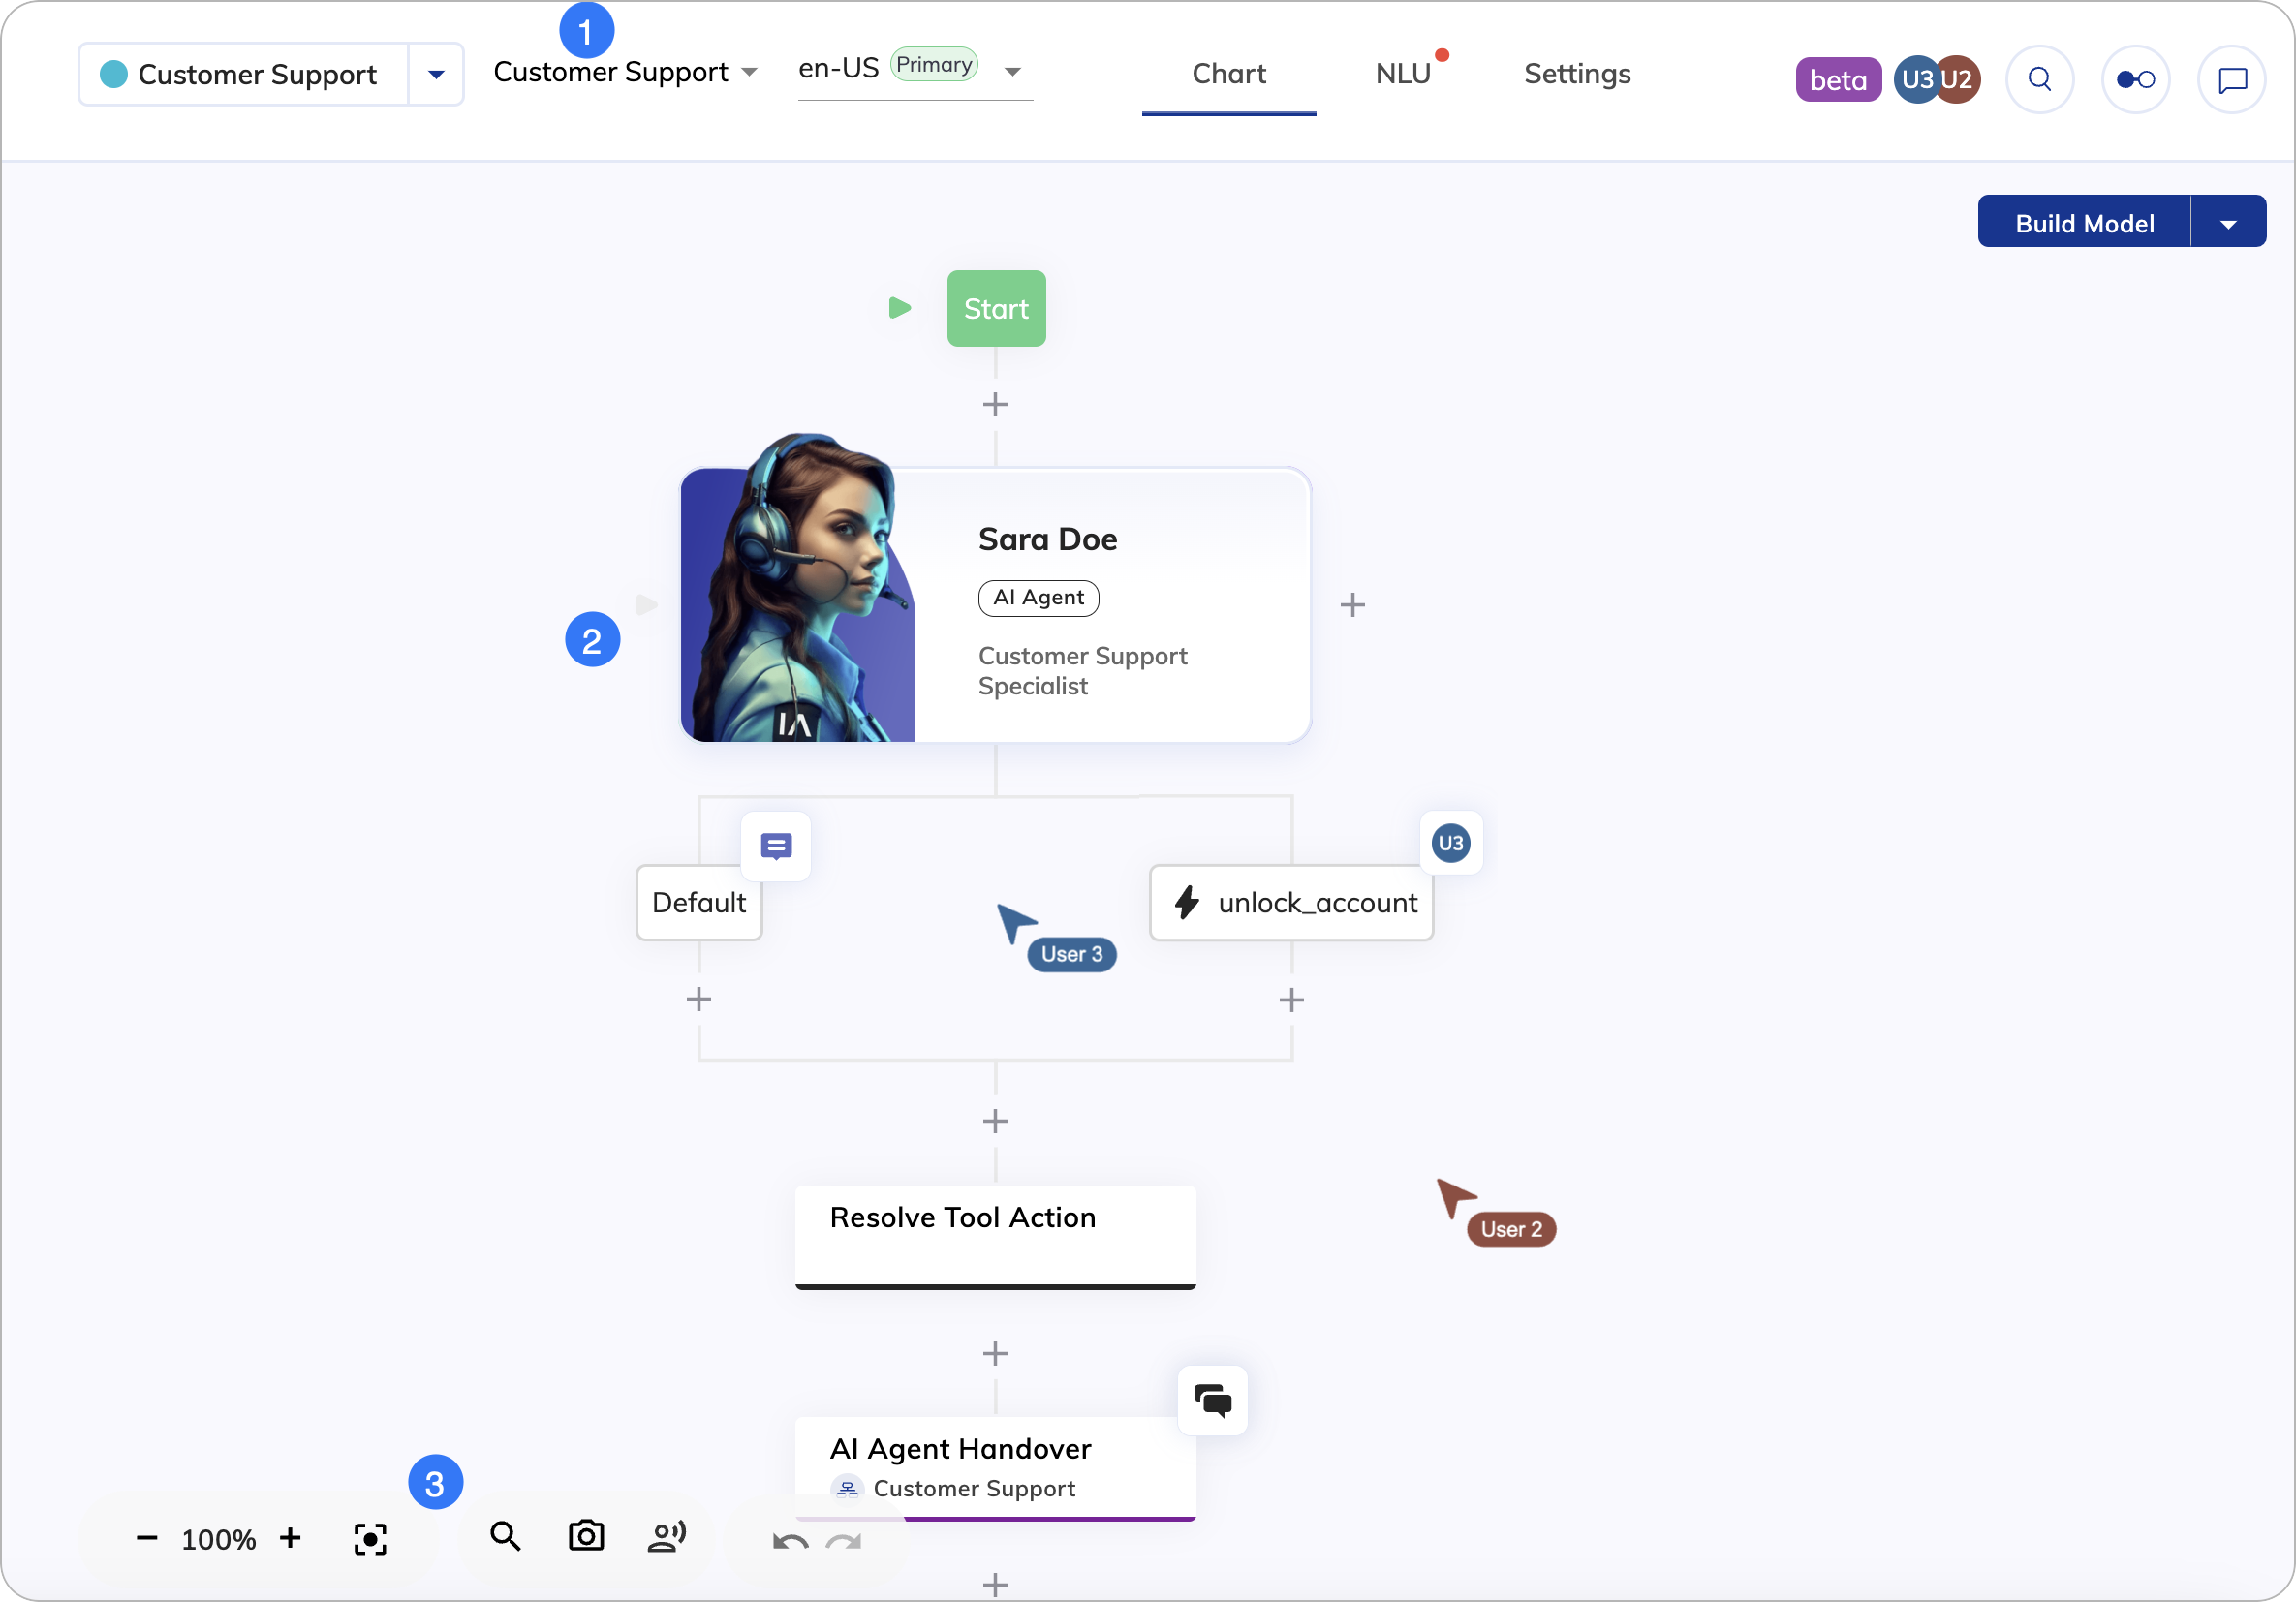 1
Customer Support
Customer Support
en-US
Primary
Chart
NLU
Settings
beta
U3
U2
Build Model
Start
Sara Doe
AI Agent
2
Customer Support
Specialist
IA
U3
Default
unlock_account
User 3
Resolve Tool Action
User 2
AI Agent Handover
Customer Support
3
100%